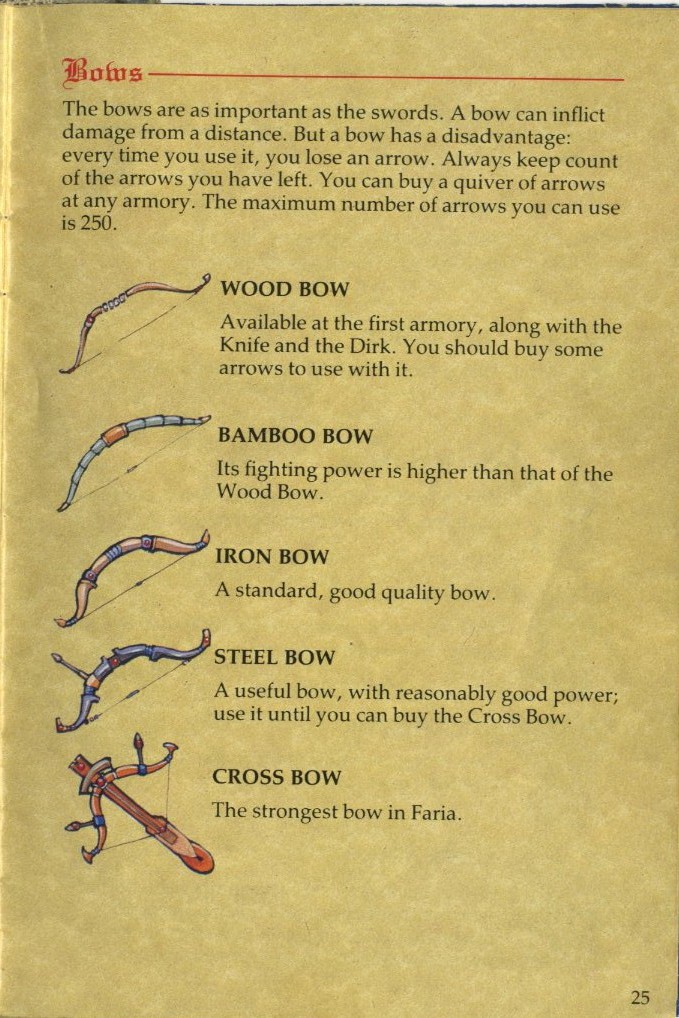 Bows
The bows are as important as the swords. A bow can inflict
damage from a distance. But a bow has a disadvantage:
every time you use it, you lose an arrow. Always keep count
of the arrows you have left. You can buy a quiver of arrows
at any armory. The maximum number of arrows you can use
is 250.
WOOD BOW
Available at the first armory, along with the
Knife and the Dirk. You should buy some
arrows to use with it.
BAMBOO BOW
Its fighting power is higher than that of the
Wood Bow.
IRON BOW
A standard, good quality bow.
STEEL BOW
A useful bow, with reasonably good power;
use it until you can buy the Cross Bow.
CROSS BOW
The strongest bow in Faria.
25